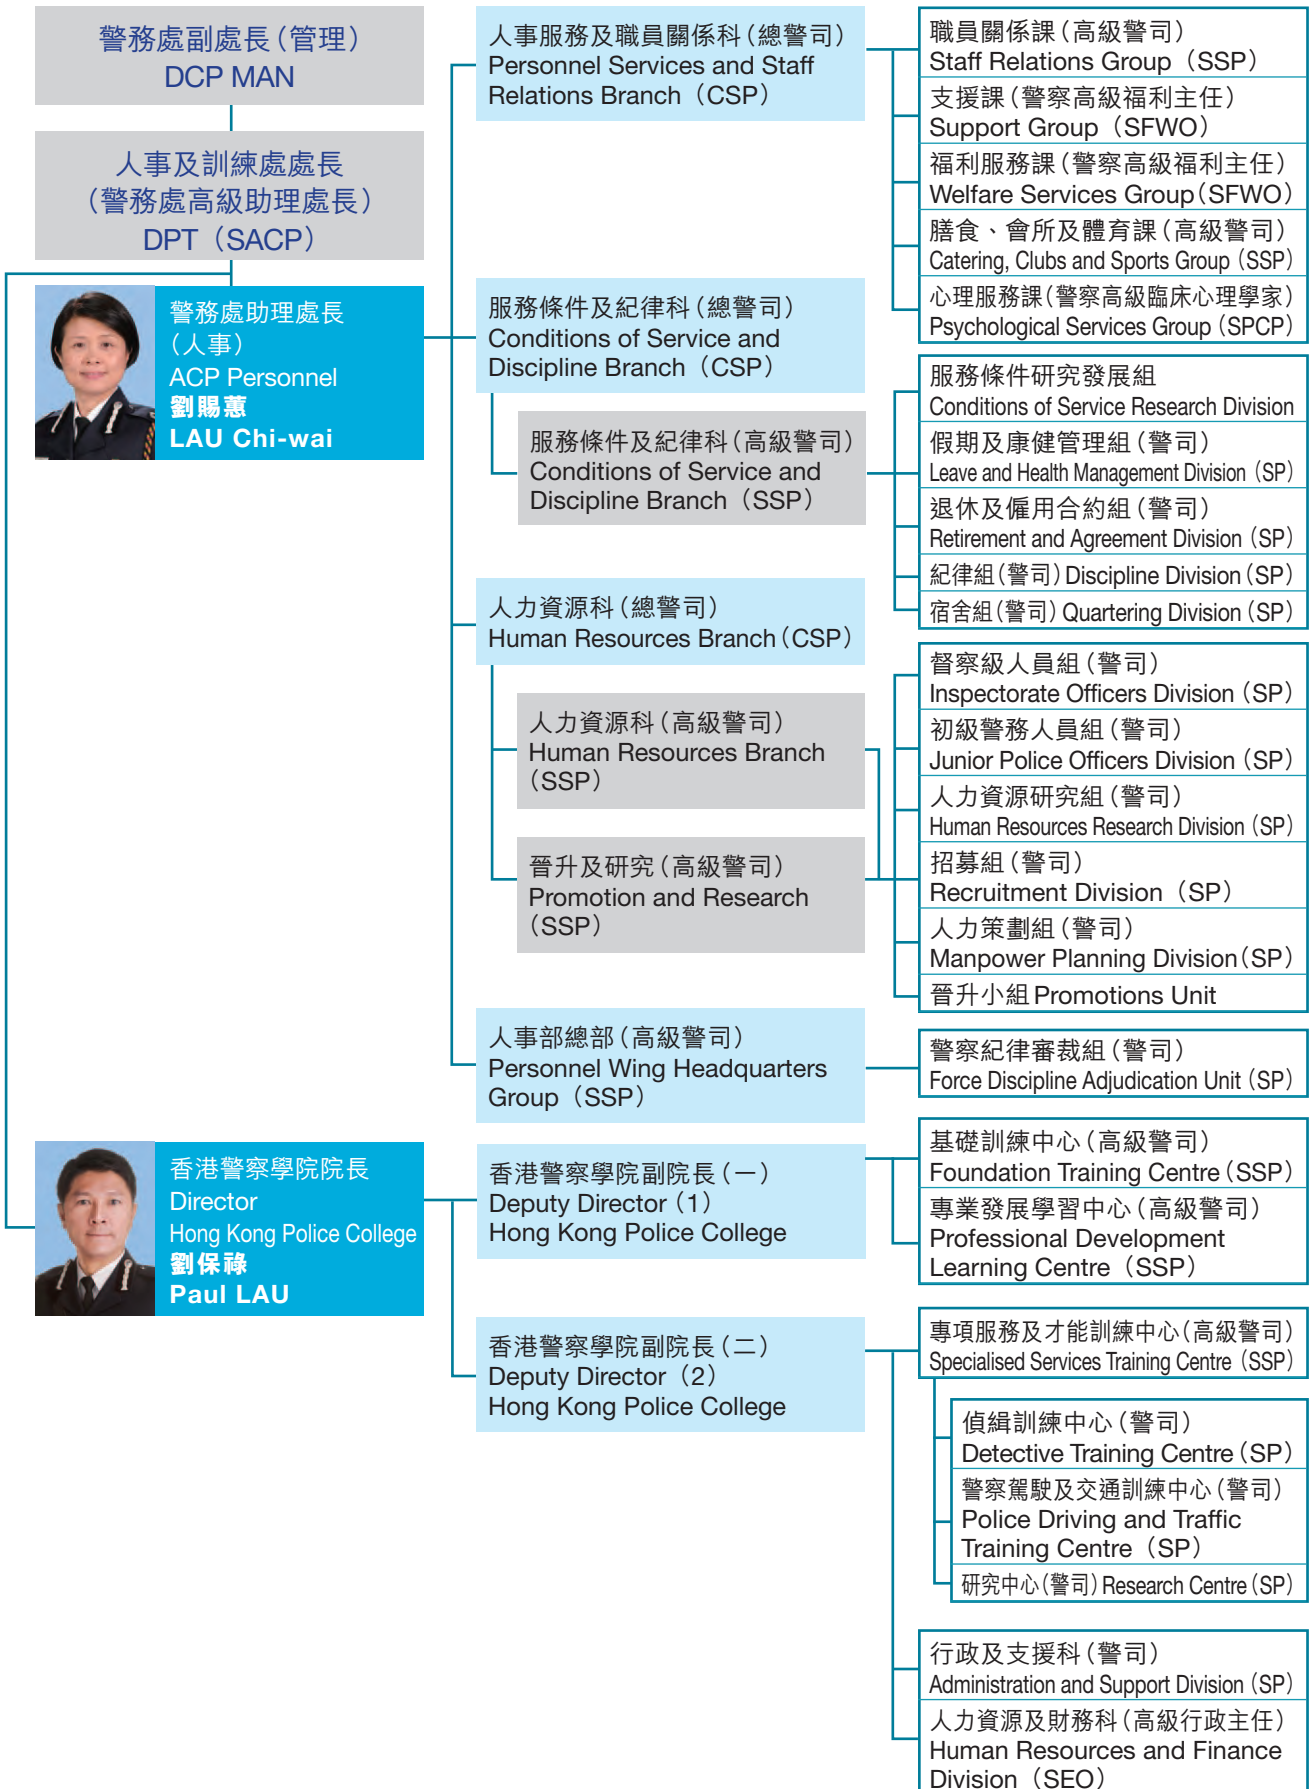 警務處副處長（管理）
DCP MAN
人事及訓練處處長
（警務處高級助理處長）
DPT（SACP）
警務處助理處長
（人事）
ACP Personnel
劉賜蕙
LAU Chi-wai
人事服務及職員關係科（總警司）
Personnel Services and Staff
Relations Branch（CSP）
職員關係課（高級警司）
Staff Relations Group（SSP）
支援課（警察高級福利主任）
Support Group（SFWO）
福利服務課（警察高級福利主任）
Welfare Services Group（SFWO）
膳食、會所及體育課（高級警司）
Catering, Clubs and Sports Group（SSP）
心理服務課（警察高級臨床心理學家）
Psychological Services Group（SPCP）
服務條件及紀律科（總警司）
Conditions of Service and
Discipline Branch（CSP）
服務條件及紀律科（高級警司）
Conditions of Service and
Discipline Branch（SSP）
服務條件研究發展組
Conditions of Service Research Division
假期及康健管理組（警司）
Leave and Health Management Division（SP）
退休及僱用合約組（警司）
Retirement and Agreement Division（SP）
紀律組（警司）Discipline Division（SP）
宿舍組（警司）Quartering Division（SP）
人力資源科（總警司）
Human Resources Branch（CSP）
人力資源科（高級警司）
Human Resources Branch
（SSP）
晉升及研究（高級警司）
Promotion and Research
（SSP）
督察級人員組（警司）
Inspectorate Officers Division（SP）
初級警務人員組（警司）
Junior Police Officers Division（SP）
人力資源研究組（警司）
Human Resources Research Division（SP）
招募組（警司）
Recruitment Division（SP）
人力策劃組（警司）
Manpower Planning Division（SP）
晉升小組 Promotions Unit
人事部總部（高級警司）
Personnel Wing Headquarters
Group（SSP）
警察紀律審裁組（警司）
Force Discipline Adjudication Unit（SP）
香港警察學院院長
Director
Hong Kong Police College
劉保祿
Paul LAU
香港警察學院副院長（一）
Deputy Director（1）
Hong Kong Police College
基礎訓練中心（高級警司）
Foundation Training Centre（SSP）
專業發展學習中心（高級警司）
Professional Development
Learning Centre（SSP）
香港警察學院副院長（二）
Deputy Director（2）
Hong Kong Police College
專項服務及才能訓練中心（高級警司）
Specialised Services Training Centre（SSP）
偵緝訓練中心（警司）
Detective Training Centre（SP）
警察駕駛及交通訓練中心（警司）
Police Driving and Traffic
Training Centre（SP）
研究中心（警司）Research Centre（SP）
行政及支援科（警司）
Administration and Support Division（SP）
人力資源及財務科（高級行政主任）
Human Resources and Finance
Division（SEO）